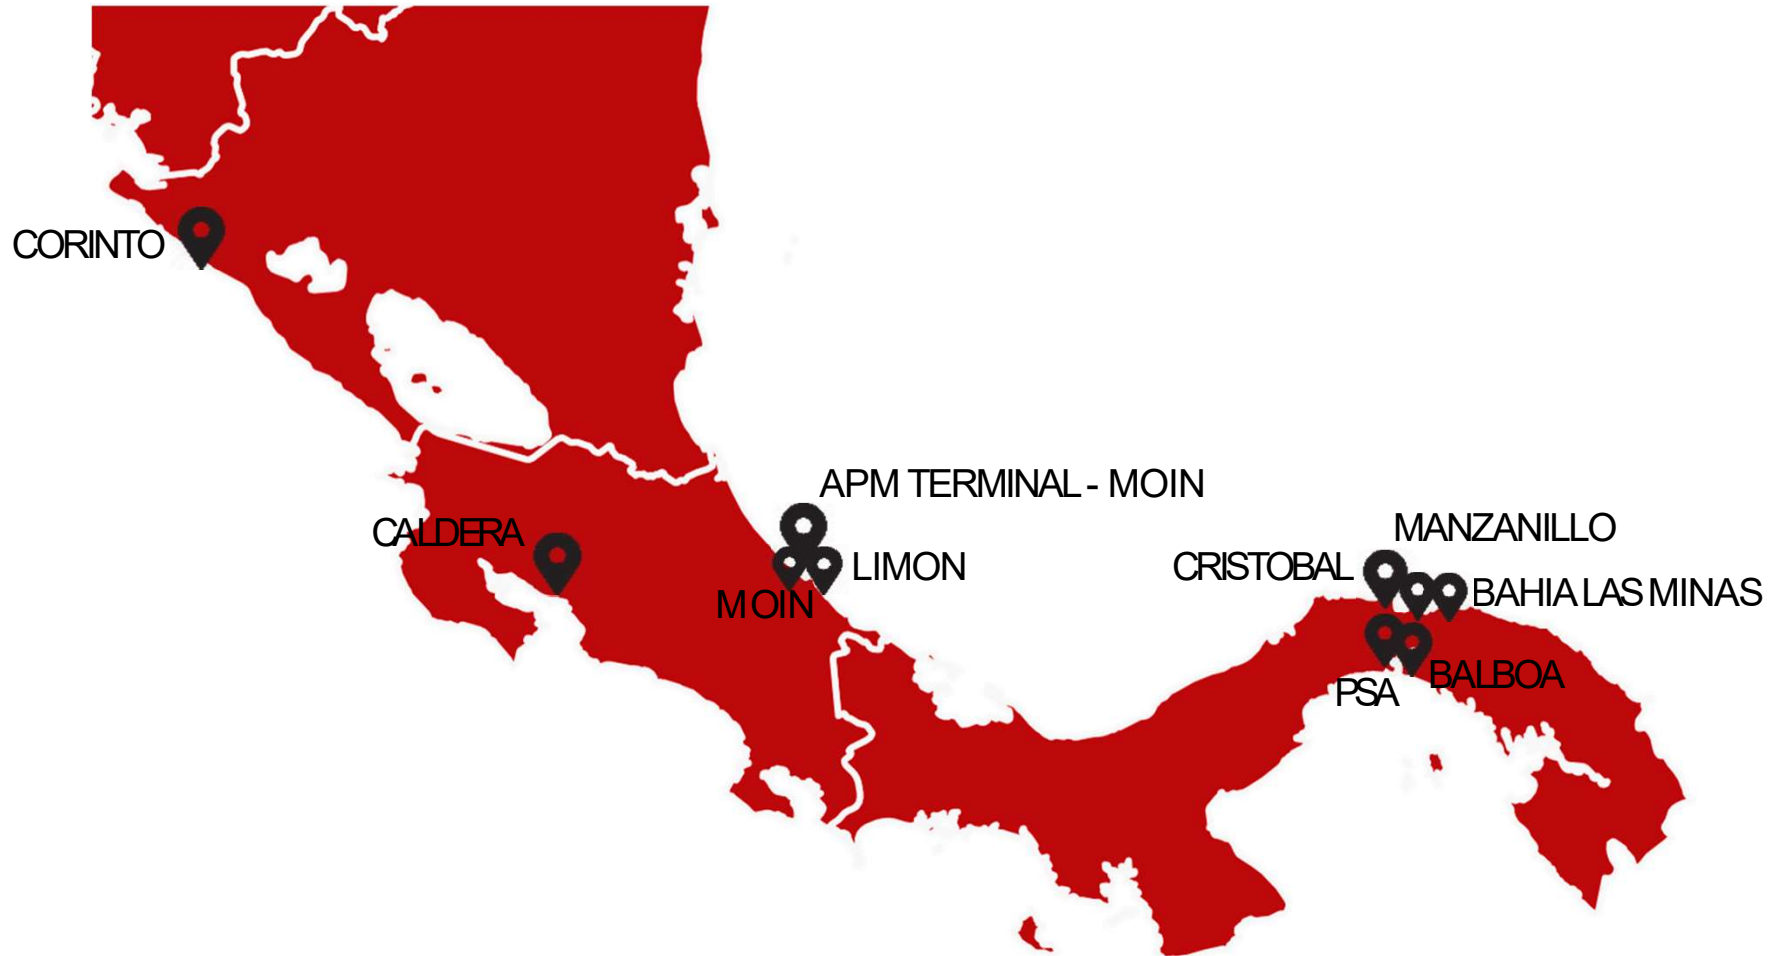 CORINTO
APM TERMINAL - MOIN
MANZANILLO
CALDERA
LIMON
CRISTOBAL
BAHIA LAS MINAS
MOIN
BALBOA
PSA